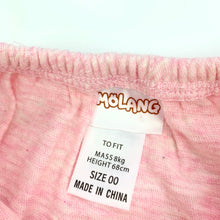 MOLANG
TO FIT
MASS 8kg
HEIGHT 68cm
SIZE 00
MADE IN CHINA